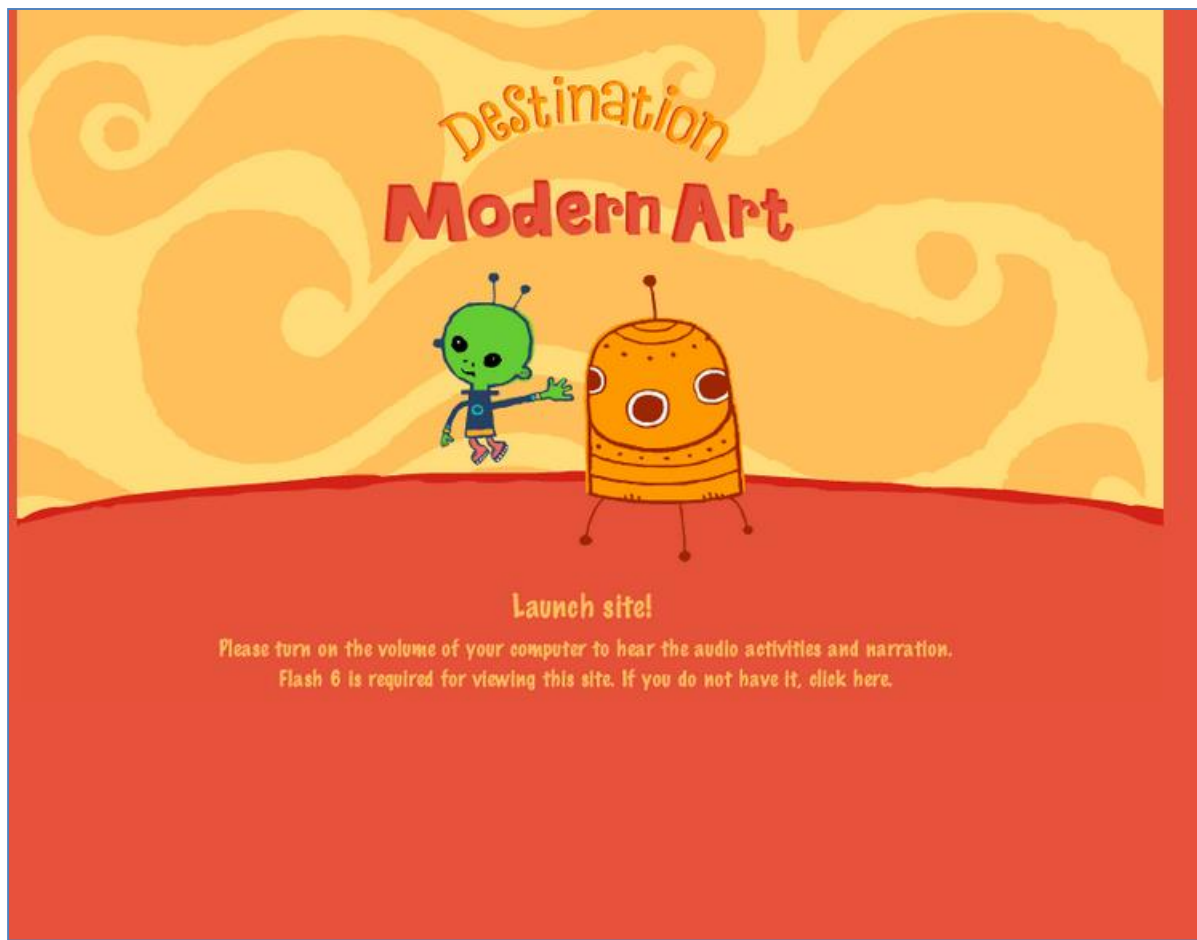 Destination
Modern Art
Launch site!
Please turn on the volume of your computer to hear the audio activities and narration.
Flash 6 is required for viewing this site. If you do not have it, click here.